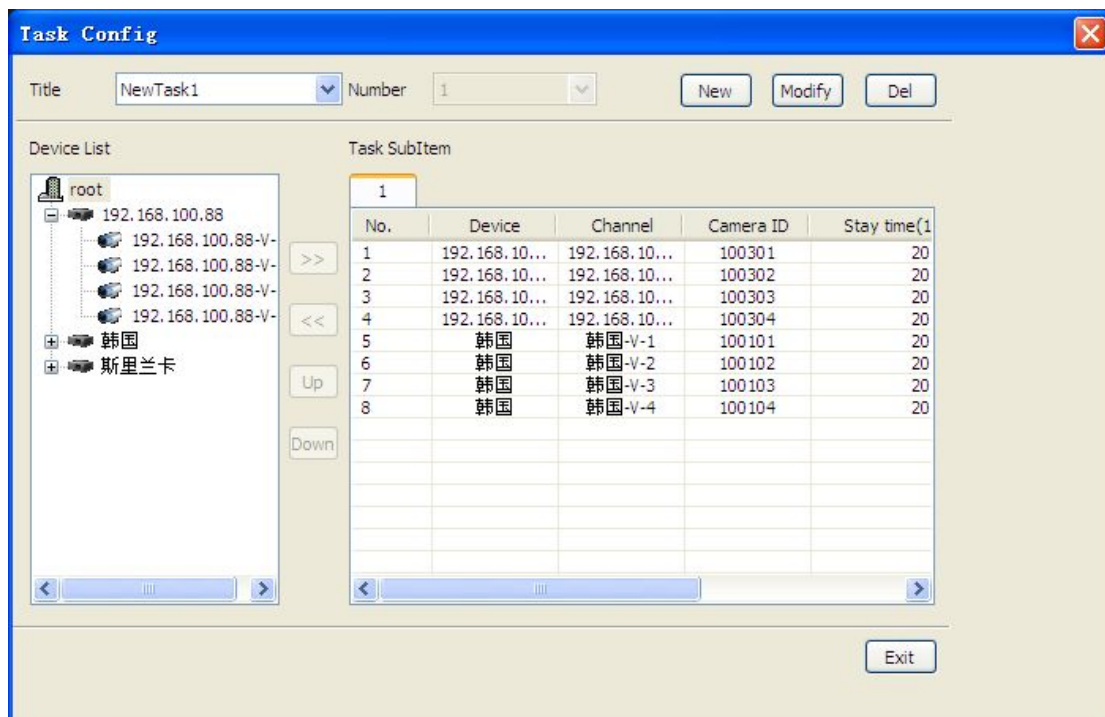 Task Config
Title NewTask1 Number 1 New Modify Del
Device List
root
192.168.100.88
192.168.100.88-V-
192.168.100.88-V-
192.168.100.88-V-
192.168.100.88-V-
韩国
斯里兰卡
>>
<<
Up
Down
Task SubItem
1
No. Device Channel Camera ID Stay time(1
1 192.168.10... 192.168.10... 100301 20
2 192.168.10... 192.168.10... 100302 20
3 192.168.10... 192.168.10... 100303 20
4 192.168.10... 192.168.10... 100304 20
5 韩国 韩国-V-1 100101 20
6 韩国 韩国-V-2 100102 20
7 韩国 韩国-V-3 100103 20
8 韩国 韩国-V-4 100104 20
Exit